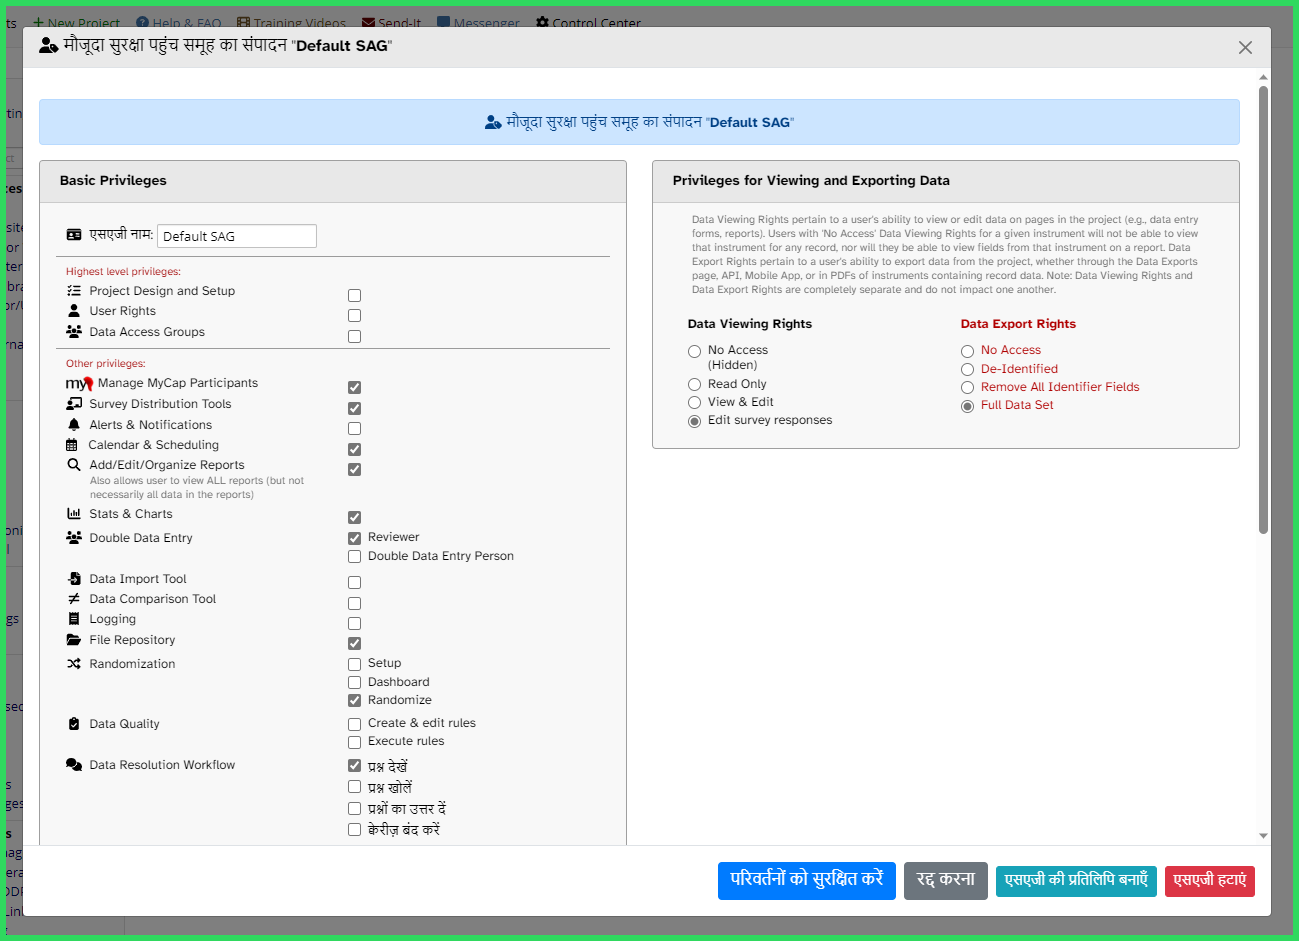 ts + New Project Help & FAQ Training Videos Send-It Messenger Control Center
मौजूदा सुरक्षा पहुंच समूह का संपादन "Default SAG"
मौजूदा सुरक्षा पहुंच समूह का संपादन "Default SAG"
Basic Privileges
एसएजी नाम: Default SAG
Highest level privileges:
Project Design and Setup
User Rights
Data Access Groups
Other privileges:
my Manage MyCap Participants
Survey Distribution Tools
Alerts & Notifications
Calendar & Scheduling
Add/Edit/Organize Reports
Also allows user to view ALL reports (but not
necessarily all data in the reports)
Stats & Charts
Double Data Entry
Reviewer
Double Data Entry Person
Data Import Tool
Data Comparison Tool
Logging
File Repository
Randomization
Setup
Dashboard
Randomize
Data Quality
Create & edit rules
Execute rules
Data Resolution Workflow
प्रश्न देखें
प्रश्न खोलें
प्रश्नों का उत्तर दें
क्वेरीज़ बंद करें
Privileges for Viewing and Exporting Data
Data Viewing Rights pertain to a user's ability to view or edit data on pages in the project (e.g., data entry
forms, reports). Users with 'No Access' Data Viewing Rights for a given instrument will not be able to view
that instrument for any record, nor will they be able to view fields from that instrument on a report. Data
Export Rights pertain to a user's ability to export data from the project, whether through the Data Exports
page, API, Mobile App, or in PDFs of instruments containing record data. Note: Data Viewing Rights and
Data Export Rights are completely separate and do not impact one another.
Data Viewing Rights
No Access
(Hidden)
Read Only
View & Edit
Edit survey responses
Data Export Rights
No Access
De-Identified
Remove All Identifier Fields
Full Data Set
परिवर्तनों को सुरक्षित करें
रद्द करना
एसएजी की प्रतिलिपि बनाएँ
एसएजी हटाएं